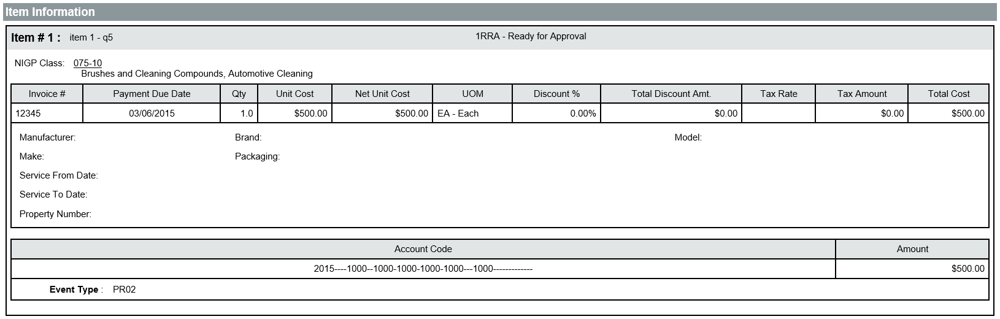 Item Information
Item # 1 : item 1 - q5 1RRA - Ready for Approval
NIGP Class: 075-10
Brushes and Cleaning Compounds, Automotive Cleaning
Invoice # Payment Due Date Qty Unit Cost Net Unit Cost UOM Discount % Total Discount Amt. Tax Rate Tax Amount Total Cost
12345 03/06/2015 1.0 $500.00 $500.00 EA - Each 0.00% $0.00 $0.00 $500.00
Manufacturer: Brand: Model:
Make: Packaging:
Service From Date:
Service To Date:
Property Number:
Account Code Amount
2015----1000--1000-1000-1000-1000---1000------------- $500.00
Event Type : PR02